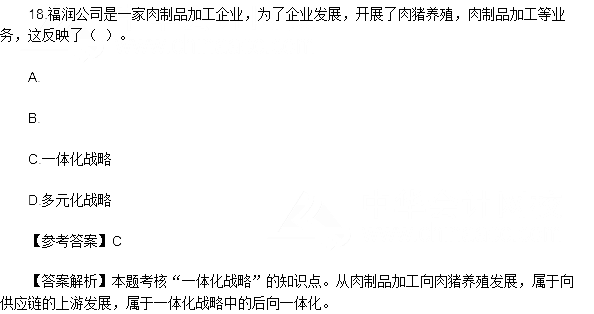 18.福润公司是一家肉制品加工企业，为了企业发展，开展了肉猪养殖，肉制品加工等业
务，这反映了（ ）。
A.
B.
C.一体化战略
D.多元化战略
【参考答案】C
【答案解析】本题考核“一体化战略”的知识点。从肉制品加工向肉猪养殖发展，属于向
供应链的上游发展，属于一体化战略中的后向一体化。